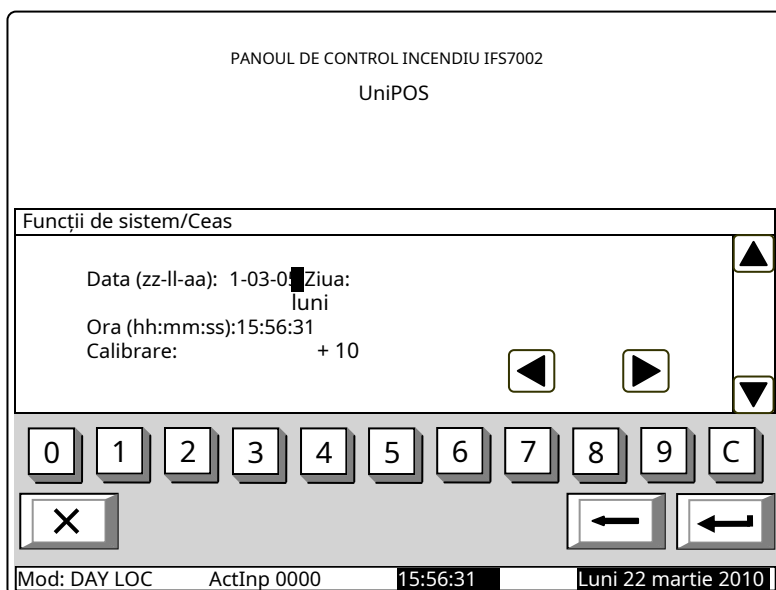 PANOUL DE CONTROL INCENDIU IFS7002
UniPOS
Funcții de sistem/Ceas
Data (zz-ll-aa): 1-03-05 Ziua:
luni
Ora (hh:mm:ss):15:56:31
Calibrare: + 10
0 1 2 3 4 5 6 7 8 9 C
Mod: DAY LOC ActInp 0000 15:56:31 Luni 22 martie 2010